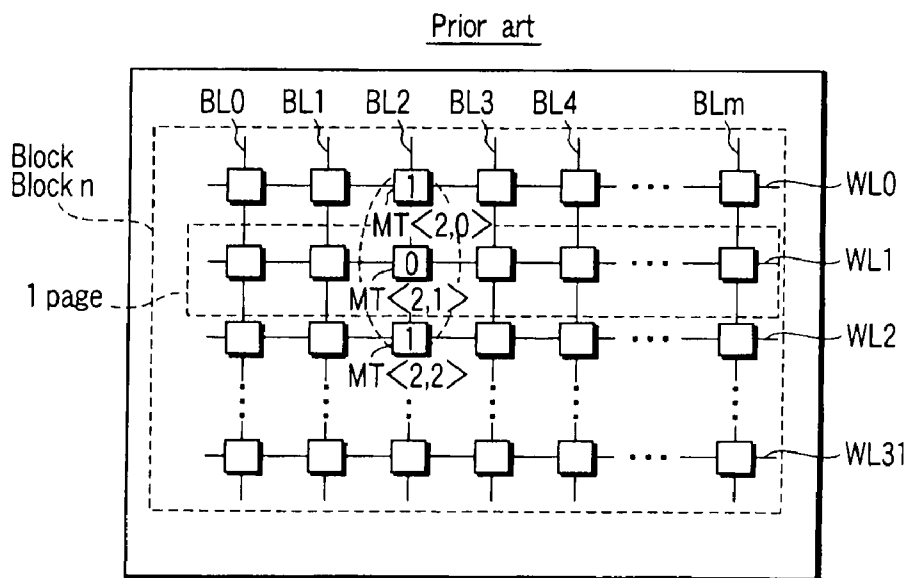 Prior art
BL0 BL1 BL2 BL3 BL4 BLm
Block
Block n
1 WL0
MT<2,0>
0 WL1
1 page
MT<2,1>
1 WL2
MT<2,2>
WL31